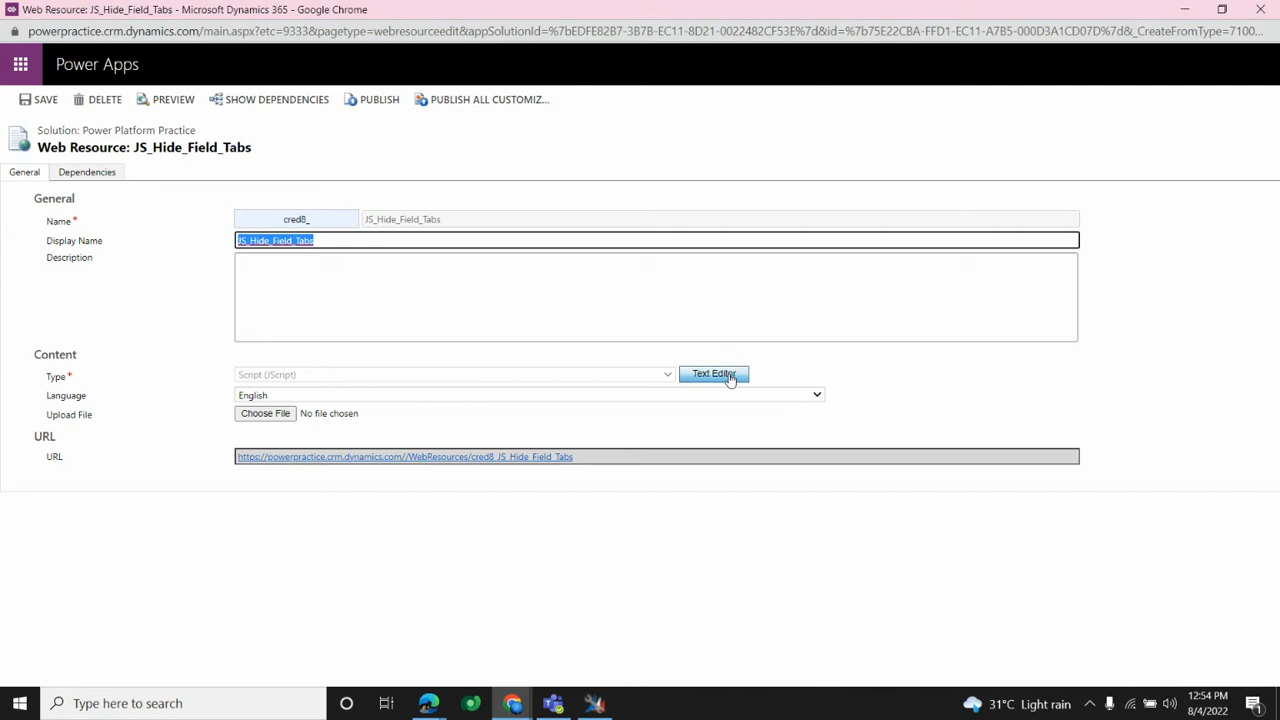 Web Resource: JS_Hide_Field_Tabs - Microsoft Dynamics 365 - Google Chrome
powerpractice.crm.dynamics.com/main.aspx?etc=9333&pagetype=webresourceedit&appSolutionId=%7bEDFE82B7-3B7B-EC11-8D21-0022482CF53E%7d&id=%7b75E22CBA-FFD1-EC11-A7B5-000D3A1CD07D%7d&_CreateFromType=7100...
Power Apps
SAVE DELETE PREVIEW SHOW DEPENDENCIES PUBLISH PUBLISH ALL CUSTOMIZ...
Solution: Power Platform Practice
Web Resource: JS_Hide_Field_Tabs
General Dependencies
General
Name* cred8_ JS_Hide_Field_Tabs
Display Name JS_Hide_Field_Tabs
Description
Content
Type* Script (JScript) Text Editor
Language English
Upload File Choose File No file chosen
URL
URL https://powerpractice.crm.dynamics.com//WebResources/cred8_JS_Hide_Field_Tabs
Type here to search 31°C Light rain 12:54 PM
8/4/2022 1